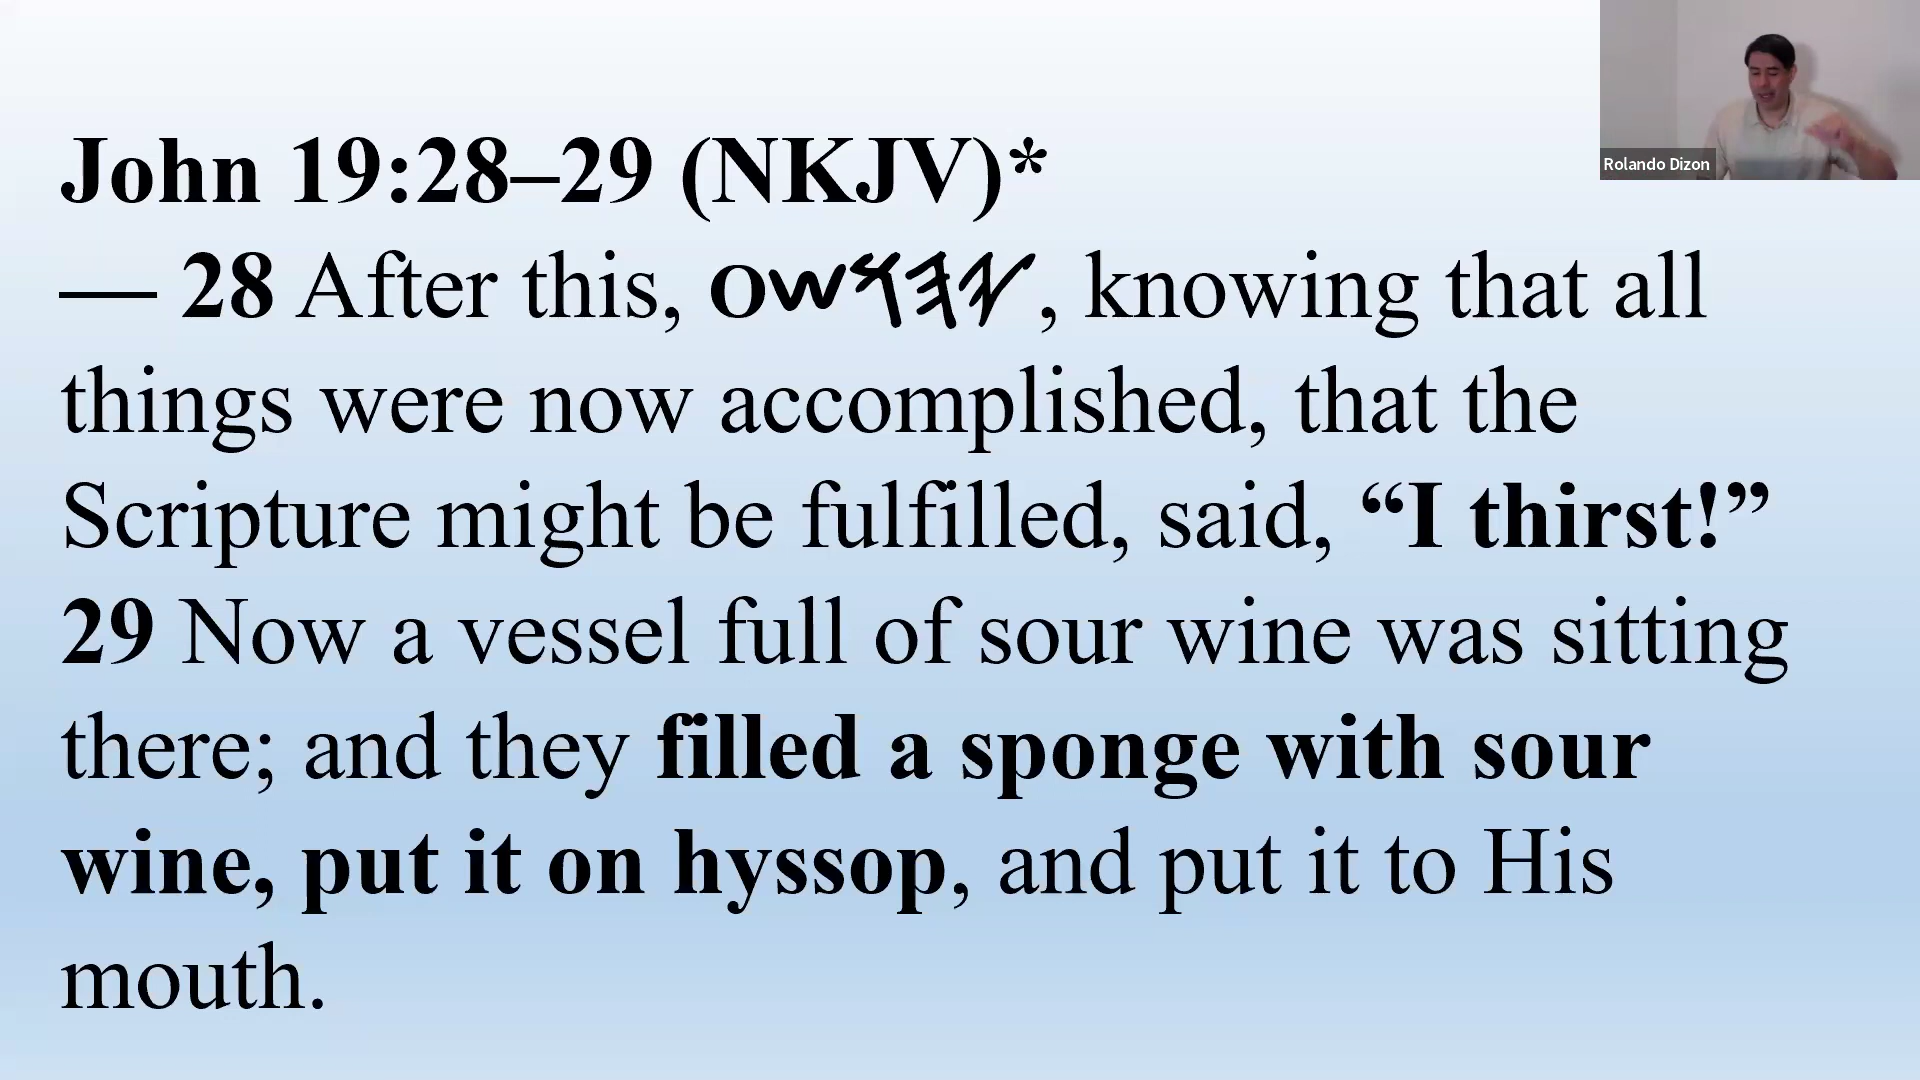 Rolando Dizon
John 19:28–29 (NKJV)*
— 28 After this, 𐤏𐤅𐤔𐤄𐤉, knowing that all
things were now accomplished, that the
Scripture might be fulfilled, said, “I thirst!”
29 Now a vessel full of sour wine was sitting
there; and they filled a sponge with sour
wine, put it on hyssop, and put it to His
mouth.